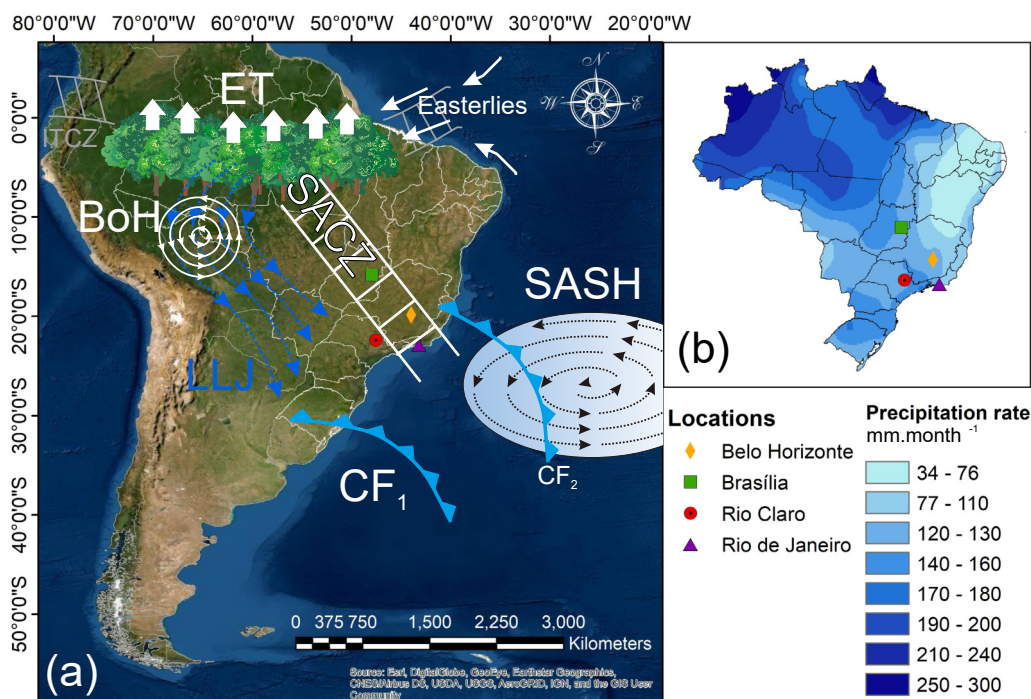 80°0'0"W 70°0'0"W 60°0'0"W 50°0'0"W 40°0'0"W 30°0'0"W 20°0'0"W
0°0'0"
10°0'0"S
20°0'0"S
30°0'0"S
40°0'0"S
50°0'0"S
ITCZ
ET
Easterlies
N
W
E
S
BoH
SACZ
SASH
LLJ
CF1
CF2
0 375 750 1,500 2,250 3,000
Kilometers
(a)
Source: Esri, DigitalGlobe, GeoEye, Earthstar Geographics,
CNES/Airbus DS, USDA, USGS, AeroGRID, IGN, and the GIS User
Community
(b)
Locations
Belo Horizonte
Brasília
Rio Claro
Rio de Janeiro
Precipitation rate
mm.month -1
34 - 76
77 - 110
120 - 130
140 - 160
170 - 180
190 - 200
210 - 240
250 - 300